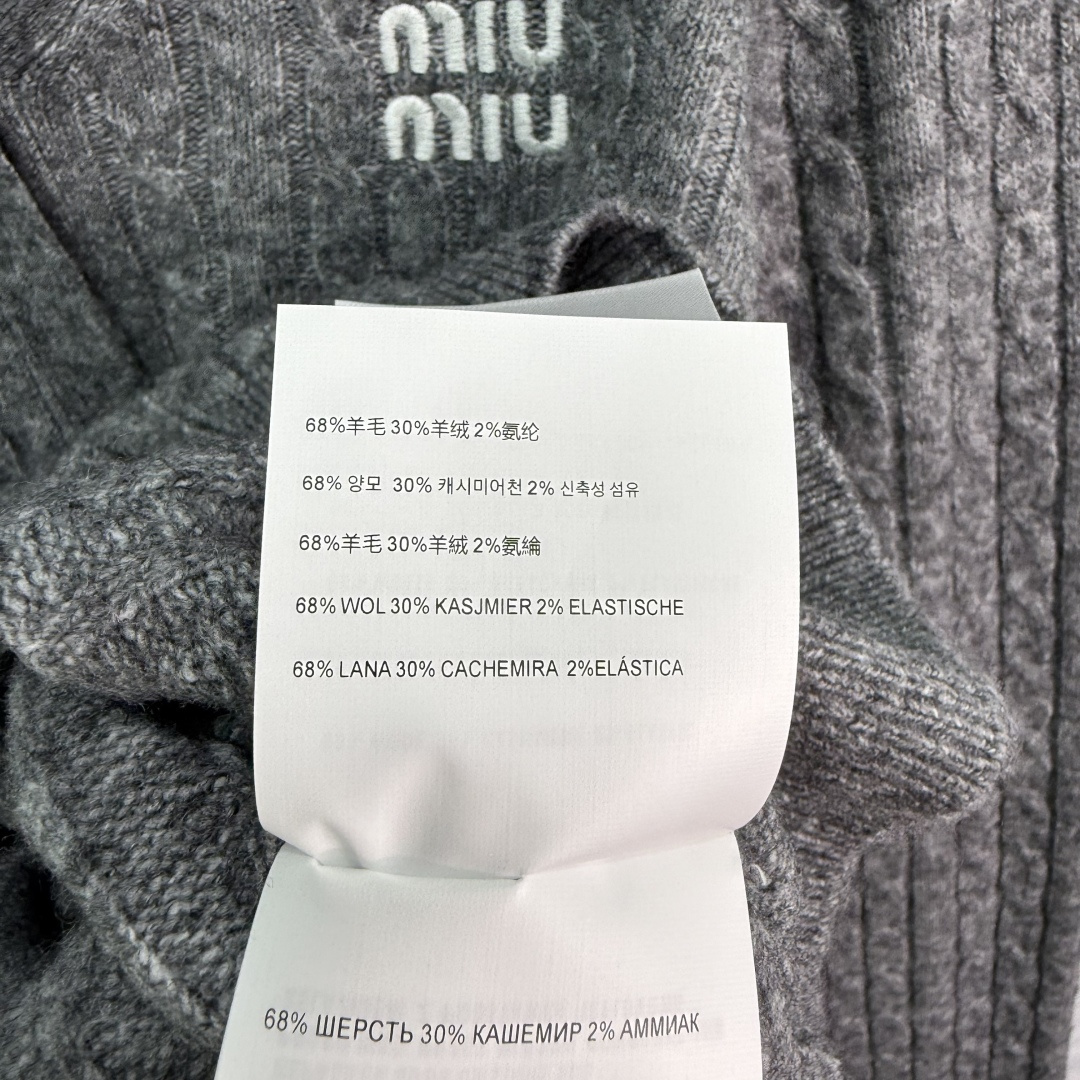 miu
miu
68%羊毛 30%羊绒 2%氨纶
68% 양모 30% 캐시미어천 2% 신축성 섬유
68%羊毛 30%羊絨 2%氨綸
68% WOL 30% KASJMIER 2% ELASTISCHE
68% LANA 30% CACHEMIRA 2%ELÁSTICA
68% ШЕРСТЬ 30% КАШЕМИР 2% АММИАК